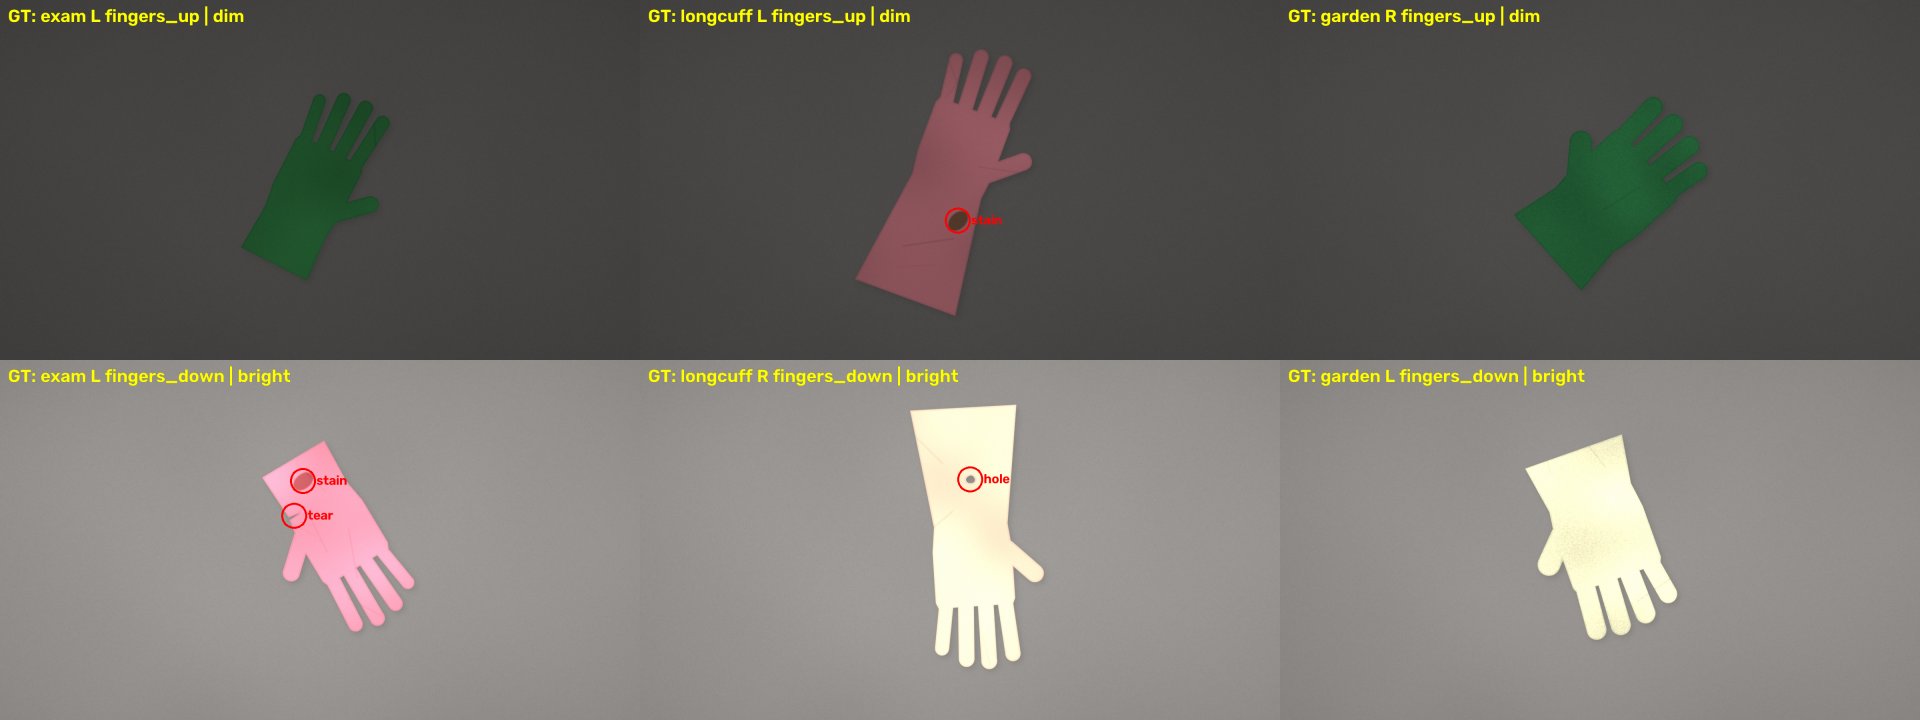 GT: exam L fingers_up | dim
GT: longcuff L fingers_up | dim
GT: garden R fingers_up | dim
stain
GT: exam L fingers_down | bright
GT: longcuff R fingers_down | bright
GT: garden L fingers_down | bright
stain
hole
tear